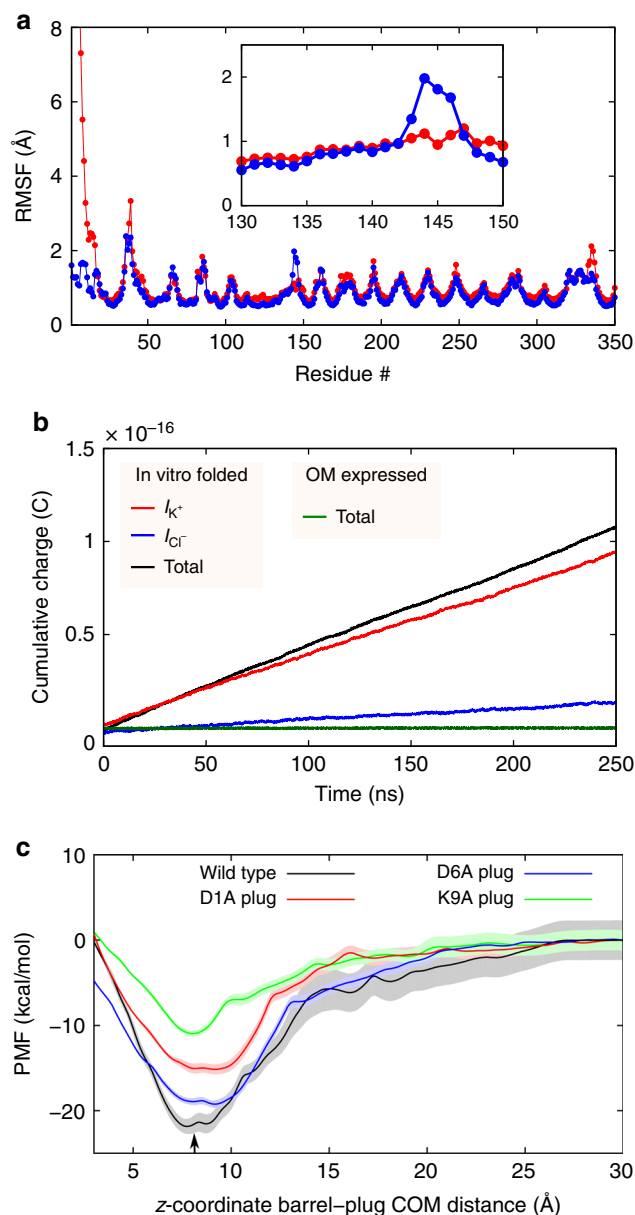 a
8
6
4
2
0
RMSF (Å)
2
1
0
130 135 140 145 150
50 100 150 200 250 300 350
Residue #
b
× 10−16
1.5
1
0.5
0
Cumulative charge (C)
In vitro folded
OM expressed
IK+
ICl−
Total
Total
0 50 100 150 200 250
Time (ns)
c
10
0
−10
−20
PMF (kcal/mol)
Wild type
D6A plug
D1A plug
K9A plug
5 10 15 20 25 30
z-coordinate barrel–plug COM distance (Å)